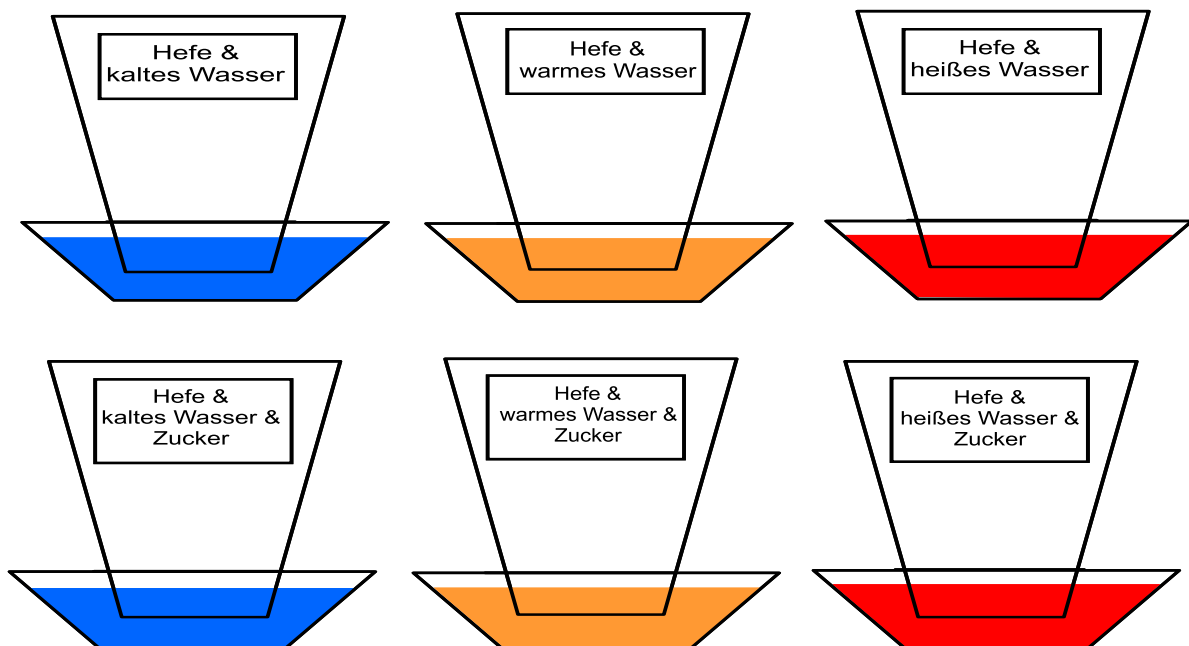 Hefe &
kaltes Wasser
Hefe &
warmes Wasser
Hefe &
heißes Wasser
Hefe &
kaltes Wasser &
Zucker
Hefe &
warmes Wasser &
Zucker
Hefe &
heißes Wasser &
Zucker